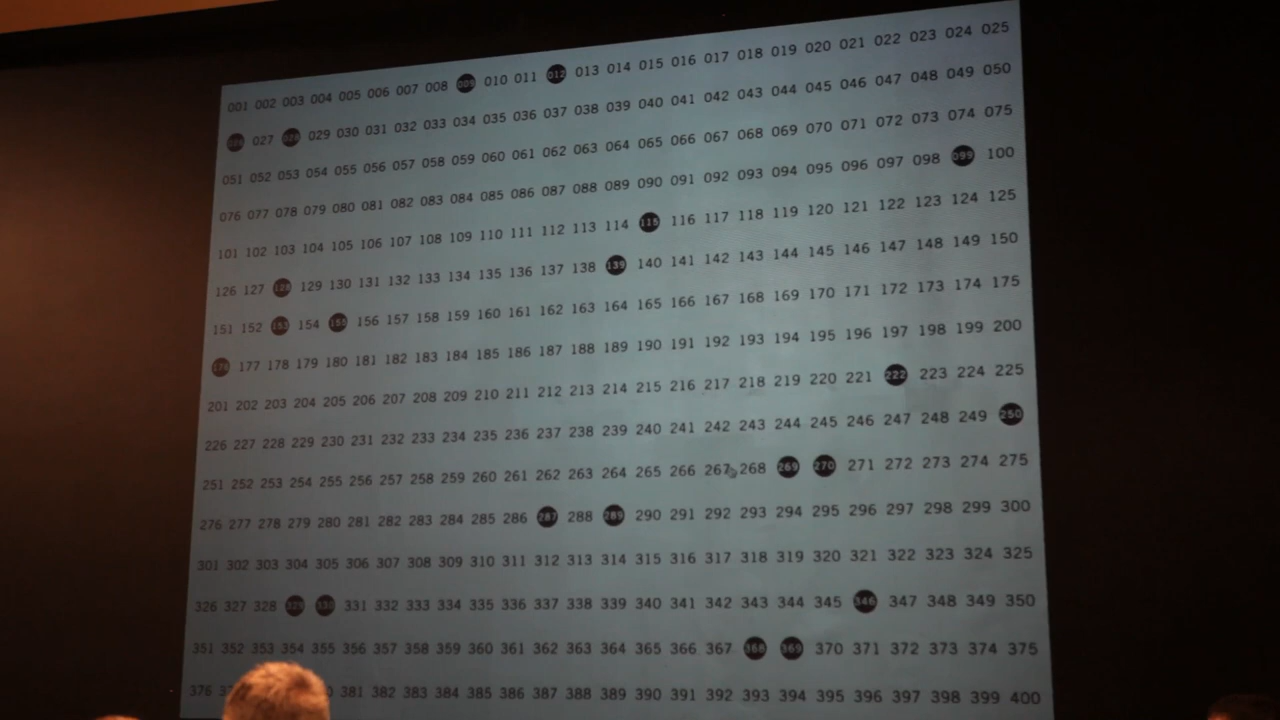 001 002 003 004 005 006 007 008 009 010 011 012 013 014 015 016 017 018 019 020 021 022 023 024 025
026 027 028 029 030 031 032 033 034 035 036 037 038 039 040 041 042 043 044 045 046 047 048 049 050
051 052 053 054 055 056 057 058 059 060 061 062 063 064 065 066 067 068 069 070 071 072 073 074 075
076 077 078 079 080 081 082 083 084 085 086 087 088 089 090 091 092 093 094 095 096 097 098 099 100
101 102 103 104 105 106 107 108 109 110 111 112 113 114 115 116 117 118 119 120 121 122 123 124 125
126 127 128 129 130 131 132 133 134 135 136 137 138 139 140 141 142 143 144 145 146 147 148 149 150
151 152 153 154 155 156 157 158 159 160 161 162 163 164 165 166 167 168 169 170 171 172 173 174 175
176 177 178 179 180 181 182 183 184 185 186 187 188 189 190 191 192 193 194 195 196 197 198 199 200
201 202 203 204 205 206 207 208 209 210 211 212 213 214 215 216 217 218 219 220 221 222 223 224 225
226 227 228 229 230 231 232 233 234 235 236 237 238 239 240 241 242 243 244 245 246 247 248 249 250
251 252 253 254 255 256 257 258 259 260 261 262 263 264 265 266 267 268 269 270 271 272 273 274 275
276 277 278 279 280 281 282 283 284 285 286 287 288 289 290 291 292 293 294 295 296 297 298 299 300
301 302 303 304 305 306 307 308 309 310 311 312 313 314 315 316 317 318 319 320 321 322 323 324 325
326 327 328 329 330 331 332 333 334 335 336 337 338 339 340 341 342 343 344 345 346 347 348 349 350
351 352 353 354 355 356 357 358 359 360 361 362 363 364 365 366 367 368 369 370 371 372 373 374 375
376 381 382 383 384 385 386 387 388 389 390 391 392 393 394 395 396 397 398 399 400